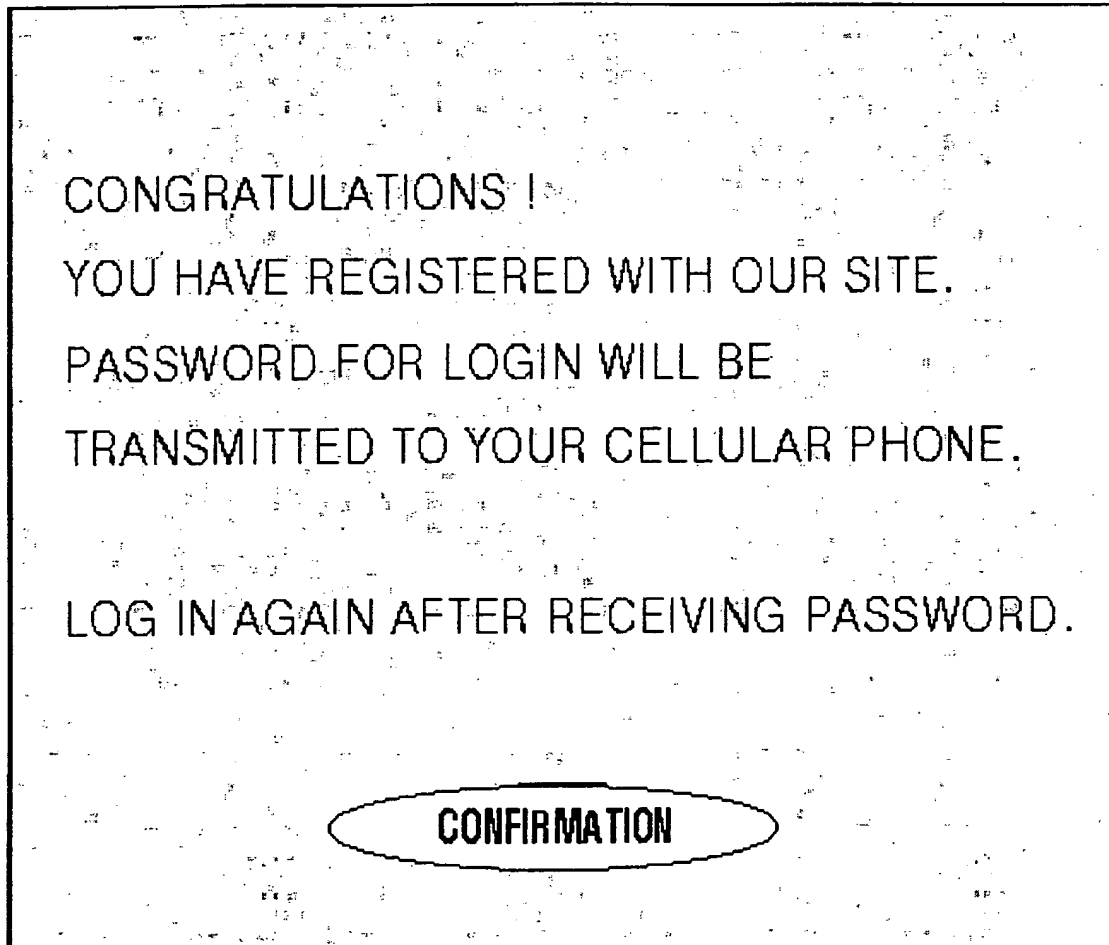 CONGRATULATIONS !
YOU HAVE REGISTERED WITH OUR SITE.
PASSWORD FOR LOGIN WILL BE
TRANSMITTED TO YOUR CELLULAR PHONE.
LOG IN AGAIN AFTER RECEIVING PASSWORD.
CONFIRMATION